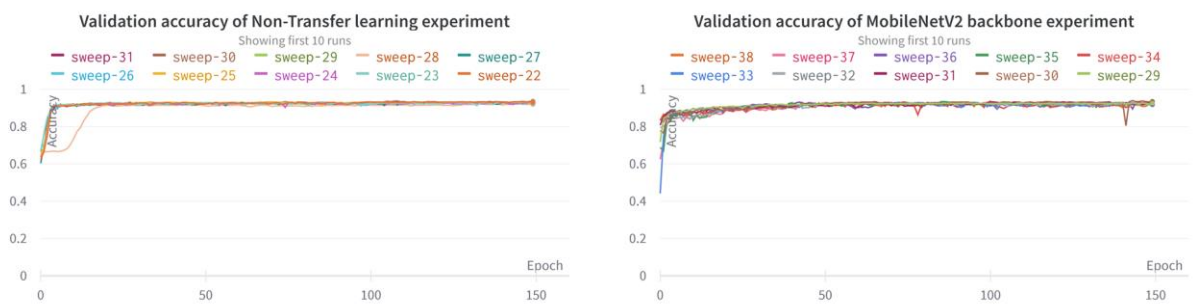 Validation accuracy of Non-Transfer learning experiment
Showing first 10 runs
sweep-31 sweep-30 sweep-29 sweep-28 sweep-27
sweep-26 sweep-25 sweep-24 sweep-23 sweep-22
Accuracy
1
0.8
0.6
0.4
0.2
0
Epoch
0 50 100 150
Validation accuracy of MobileNetV2 backbone experiment
Showing first 10 runs
sweep-38 sweep-37 sweep-36 sweep-35 sweep-34
sweep-33 sweep-32 sweep-31 sweep-30 sweep-29
Accuracy
1
0.8
0.6
0.4
0.2
0
Epoch
0 50 100 150